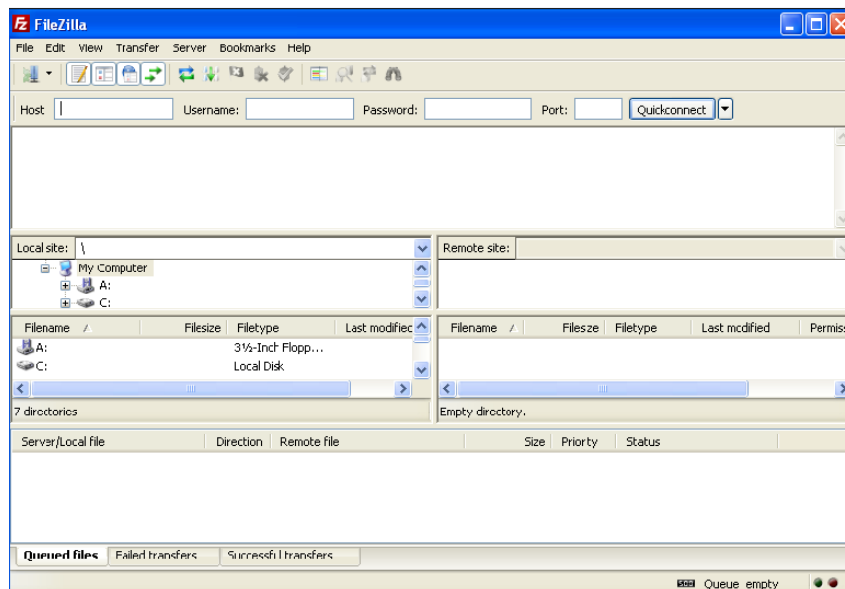 FileZilla
File Edit View Transfer Server Bookmarks Help
Host Username: Password: Port: Quickconnect
Local site: \ Remote site:
My Computer
A:
C:
Filename Filesize Filetype Last modified Filename Filesize Filetype Last modified Permiss
A: 3½-Inch Flopp...
C: Local Disk
7 directories Empty directory.
Server/Local file Direction Remote file Size Priority Status
Queued files Failed transfers Successful transfers
Queue empty